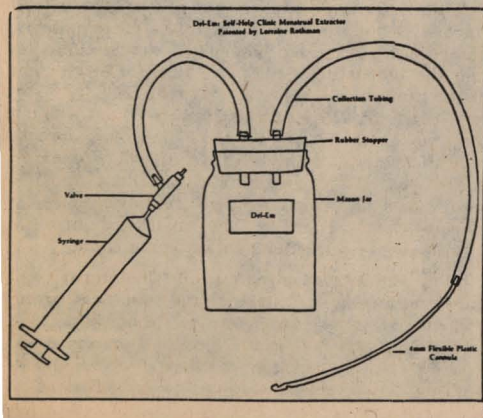 Del-Em: Self-Help Clinic Menstrual Extractor
Patented by Lorraine Rothman
Collection Tubing
Rubber Stopper
Valve
Mason Jar
Del-Em
Syringe
4mm Flexible Plastic
Cannula